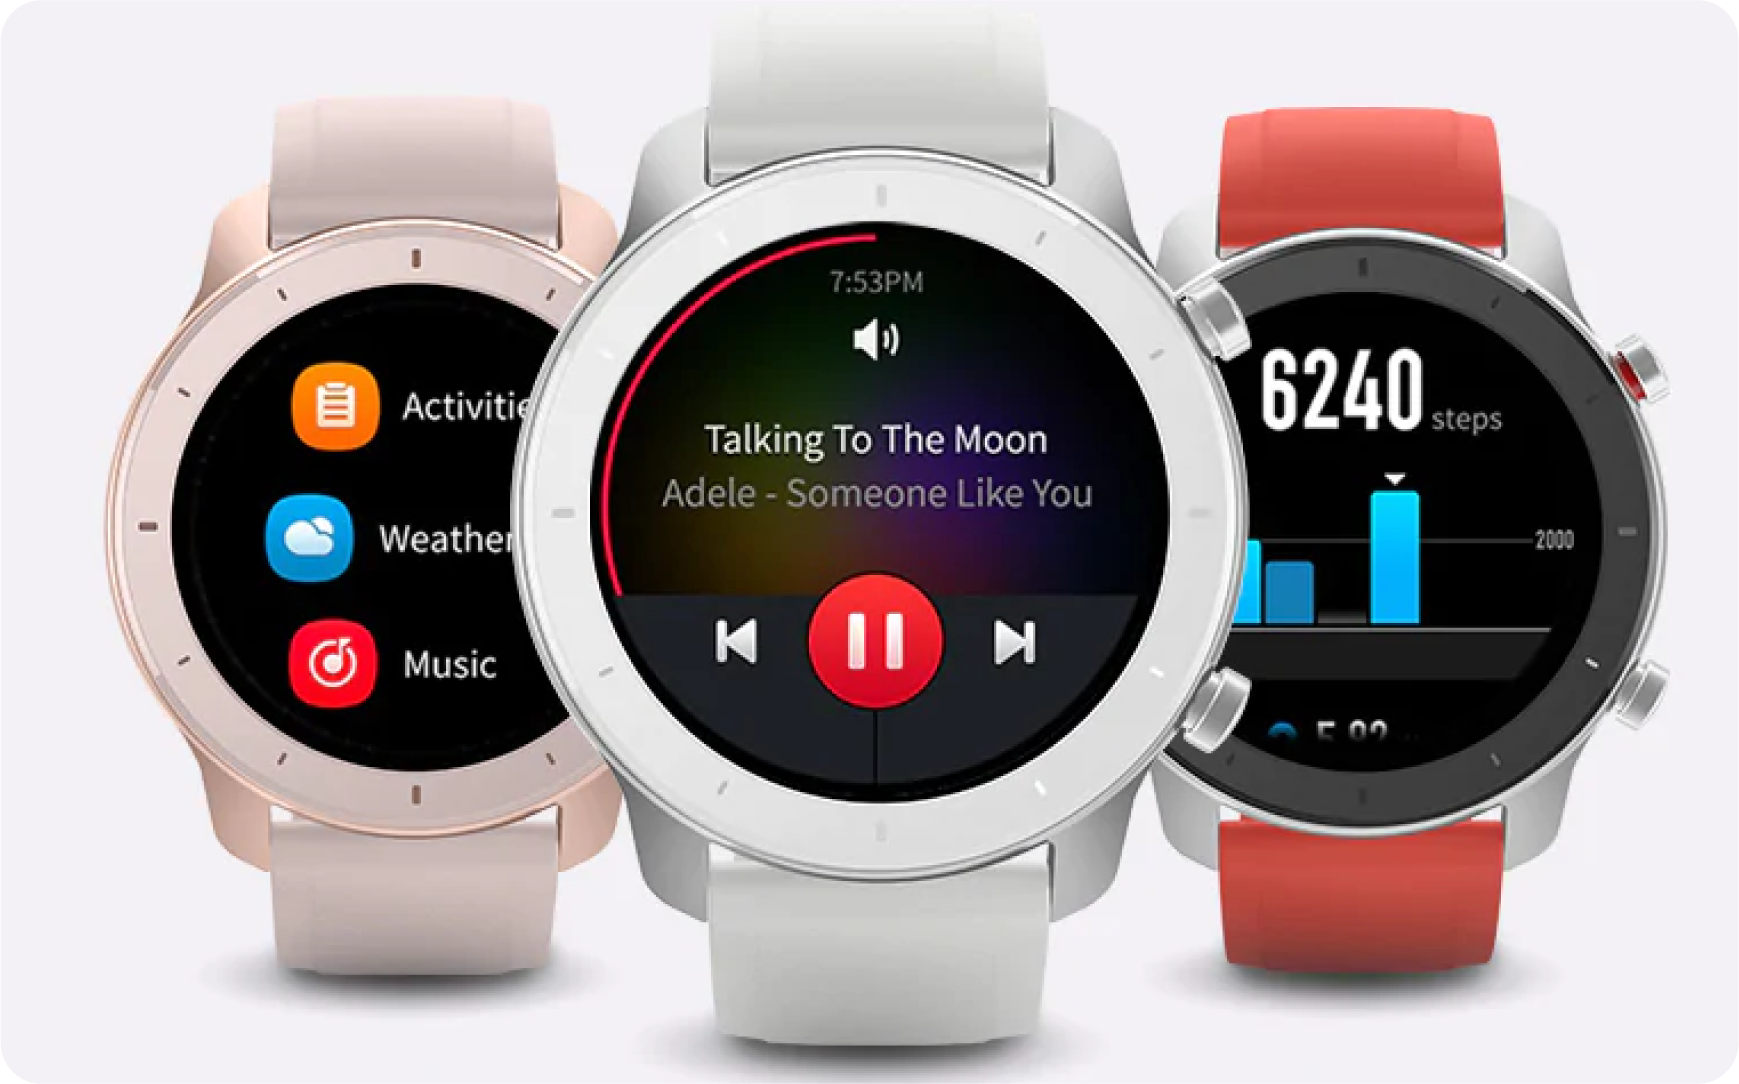 Activitie
Weather
Music
7:53PM
Talking To The Moon
Adele - Someone Like You
6240 steps
2000